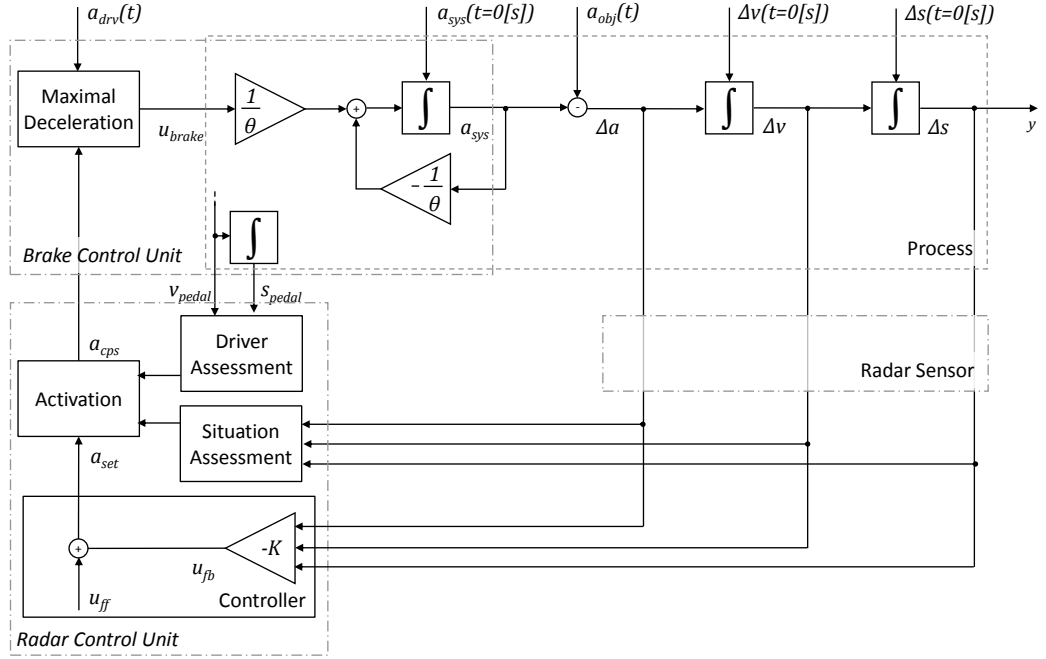 a_drv(t)
a_sys(t=0[s])
a_obj(t)
Δv(t=0[s])
Δs(t=0[s])
Maximal
Deceleration
u_brake
1
θ
+
∫
a_sys
-
Δa
∫
Δv
∫
Δs
y
−1
θ
∫
Brake Control Unit
Process
v_pedal
s_pedal
a_cps
Driver
Assessment
Radar Sensor
Activation
Situation
Assessment
a_set
-K
+
u_fb
u_ff
Controller
Radar Control Unit